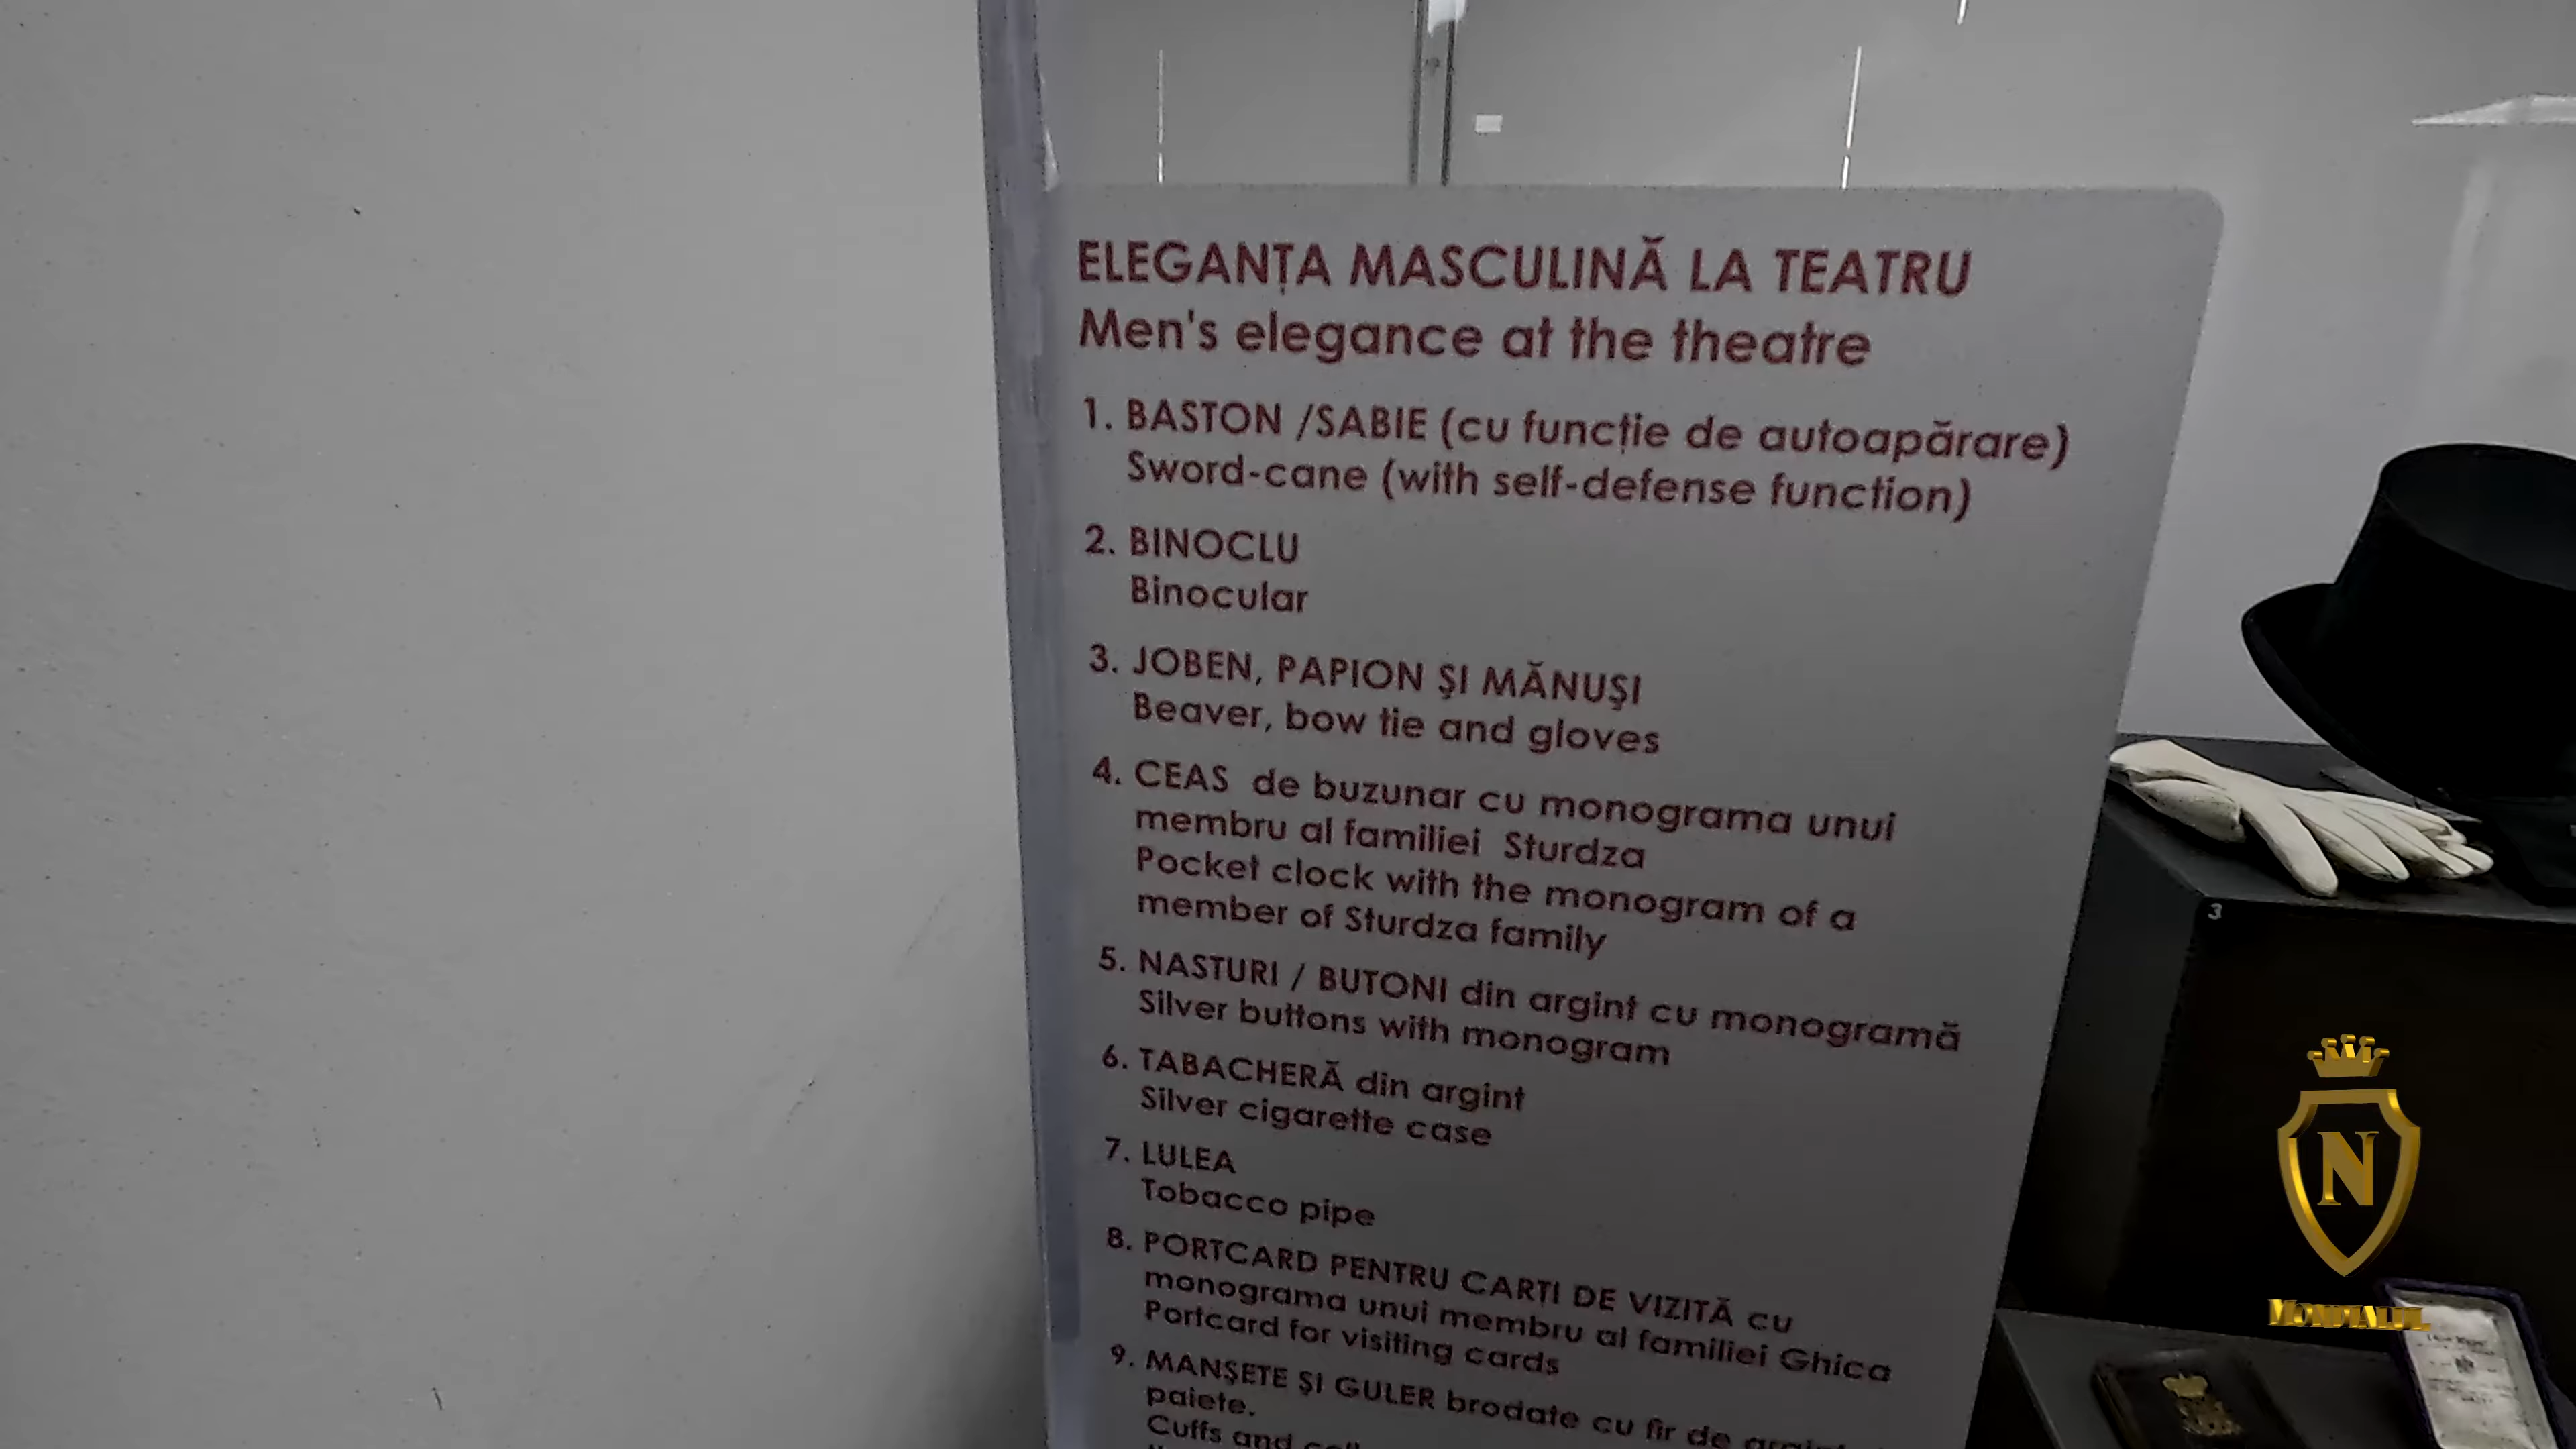 ELEGANȚA MASCULINĂ LA TEATRU
Men's elegance at the theatre
1. BASTON /SABIE (cu funcție de autoapărare)
Sword-cane (with self-defense function)
2. BINOCLU
Binocular
3. JOBEN, PAPION ŞI MĂNUŞI
Beaver, bow tie and gloves
4. CEAS de buzunar cu monograma unui
membru al familiei Sturdza
Pocket clock with the monogram of a
member of Sturdza family
5. NASTURI / BUTONI din argint cu monogramă
Silver buttons with monogram
6. TABACHERĂ din argint
Silver cigarette case
7. LULEA
Tobacco pipe
8. PORTCARD PENTRU CARTI DE VIZITĂ cu
monograma unui membru al familiei Ghica
Portcard for visiting cards
9. MANŞETE ŞI GULER brodate cu fir de
paiete.
Cuffs and
3
N
MONDIALUL